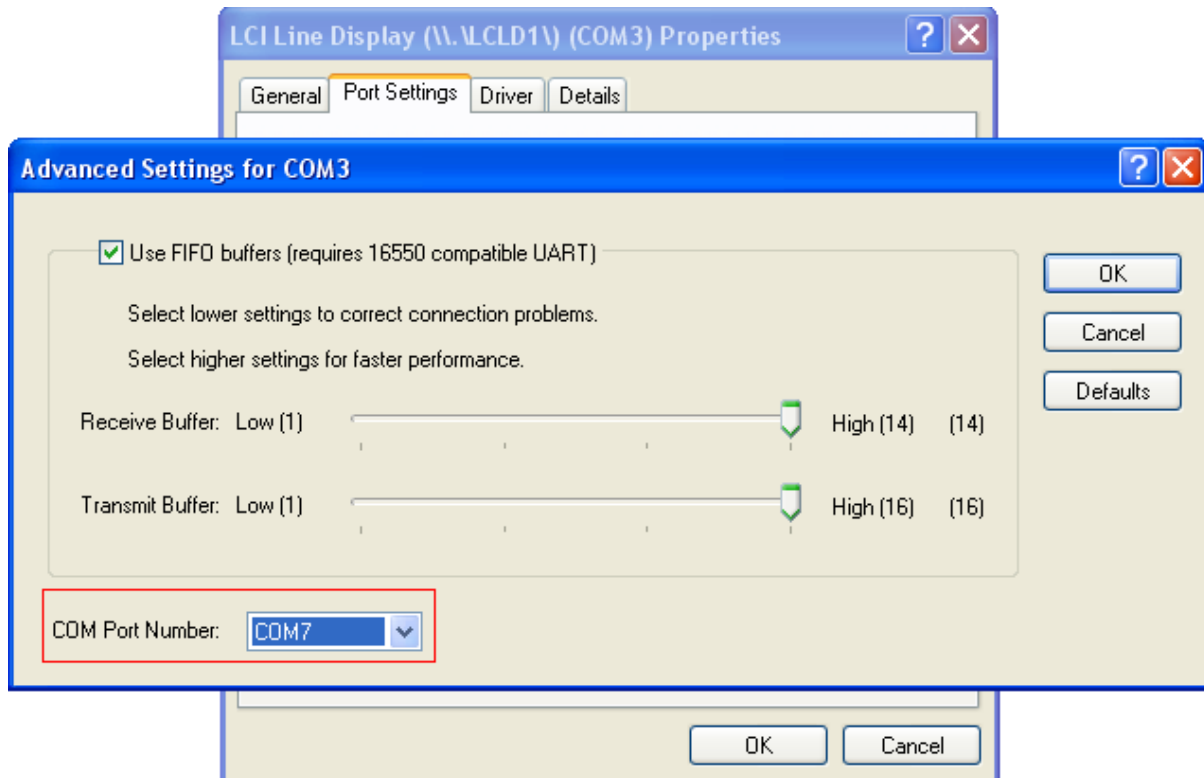 LCI Line Display (\\.\LCLD1\) (COM3) Properties
General Port Settings Driver Details
Advanced Settings for COM3
Use FIFO buffers (requires 16550 compatible UART)
Select lower settings to correct connection problems.
Select higher settings for faster performance.
Receive Buffer: Low (1) High (14) (14)
Transmit Buffer: Low (1) High (16) (16)
COM Port Number: COM7
OK
Cancel
Defaults
OK Cancel